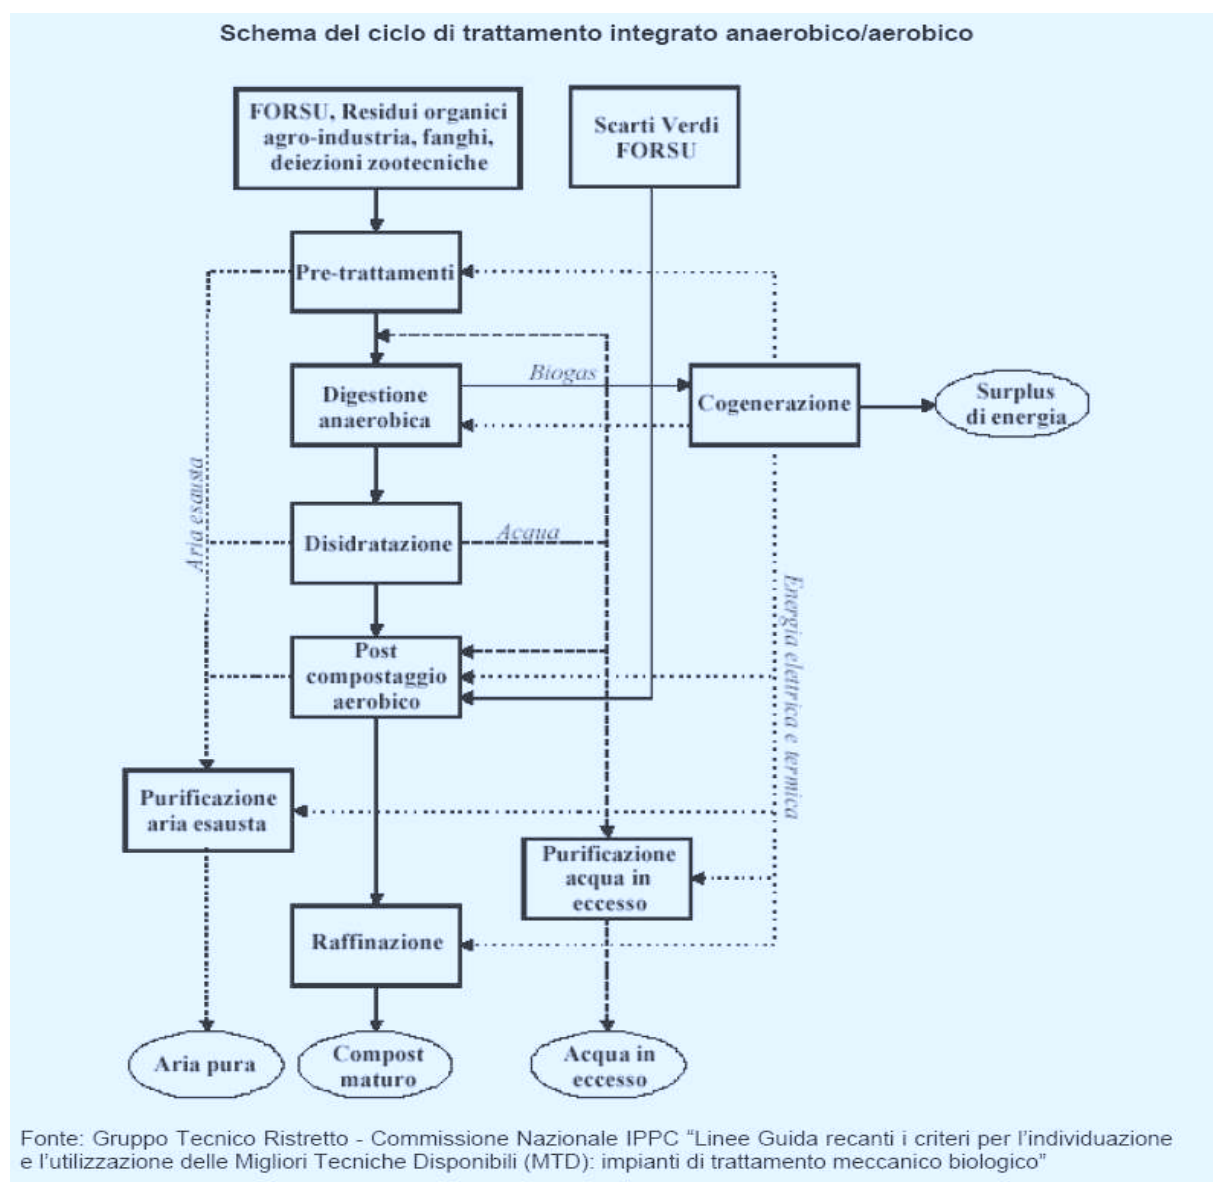 Schema del ciclo di trattamento integrato anaerobico/aerobico
FORSU, Residui organici
agro-industria, fanghi,
deiezioni zootecniche
Scarti Verdi
FORSU
Pre-trattamenti
Biogas
Digestione
anaerobica
Cogenerazione
Surplus
di energia
Aria esausta
Disidratazione
Acqua
Energia elettrica e termica
Post
compostaggio
aerobico
Purificazione
aria esausta
Purificazione
acqua in
eccesso
Raffinazione
Aria pura
Compost
maturo
Acqua in
eccesso
Fonte: Gruppo Tecnico Ristretto - Commissione Nazionale IPPC “Linee Guida recanti i criteri per l’individuazione
e l’utilizzazione delle Migliori Tecniche Disponibili (MTD): impianti di trattamento meccanico biologico”